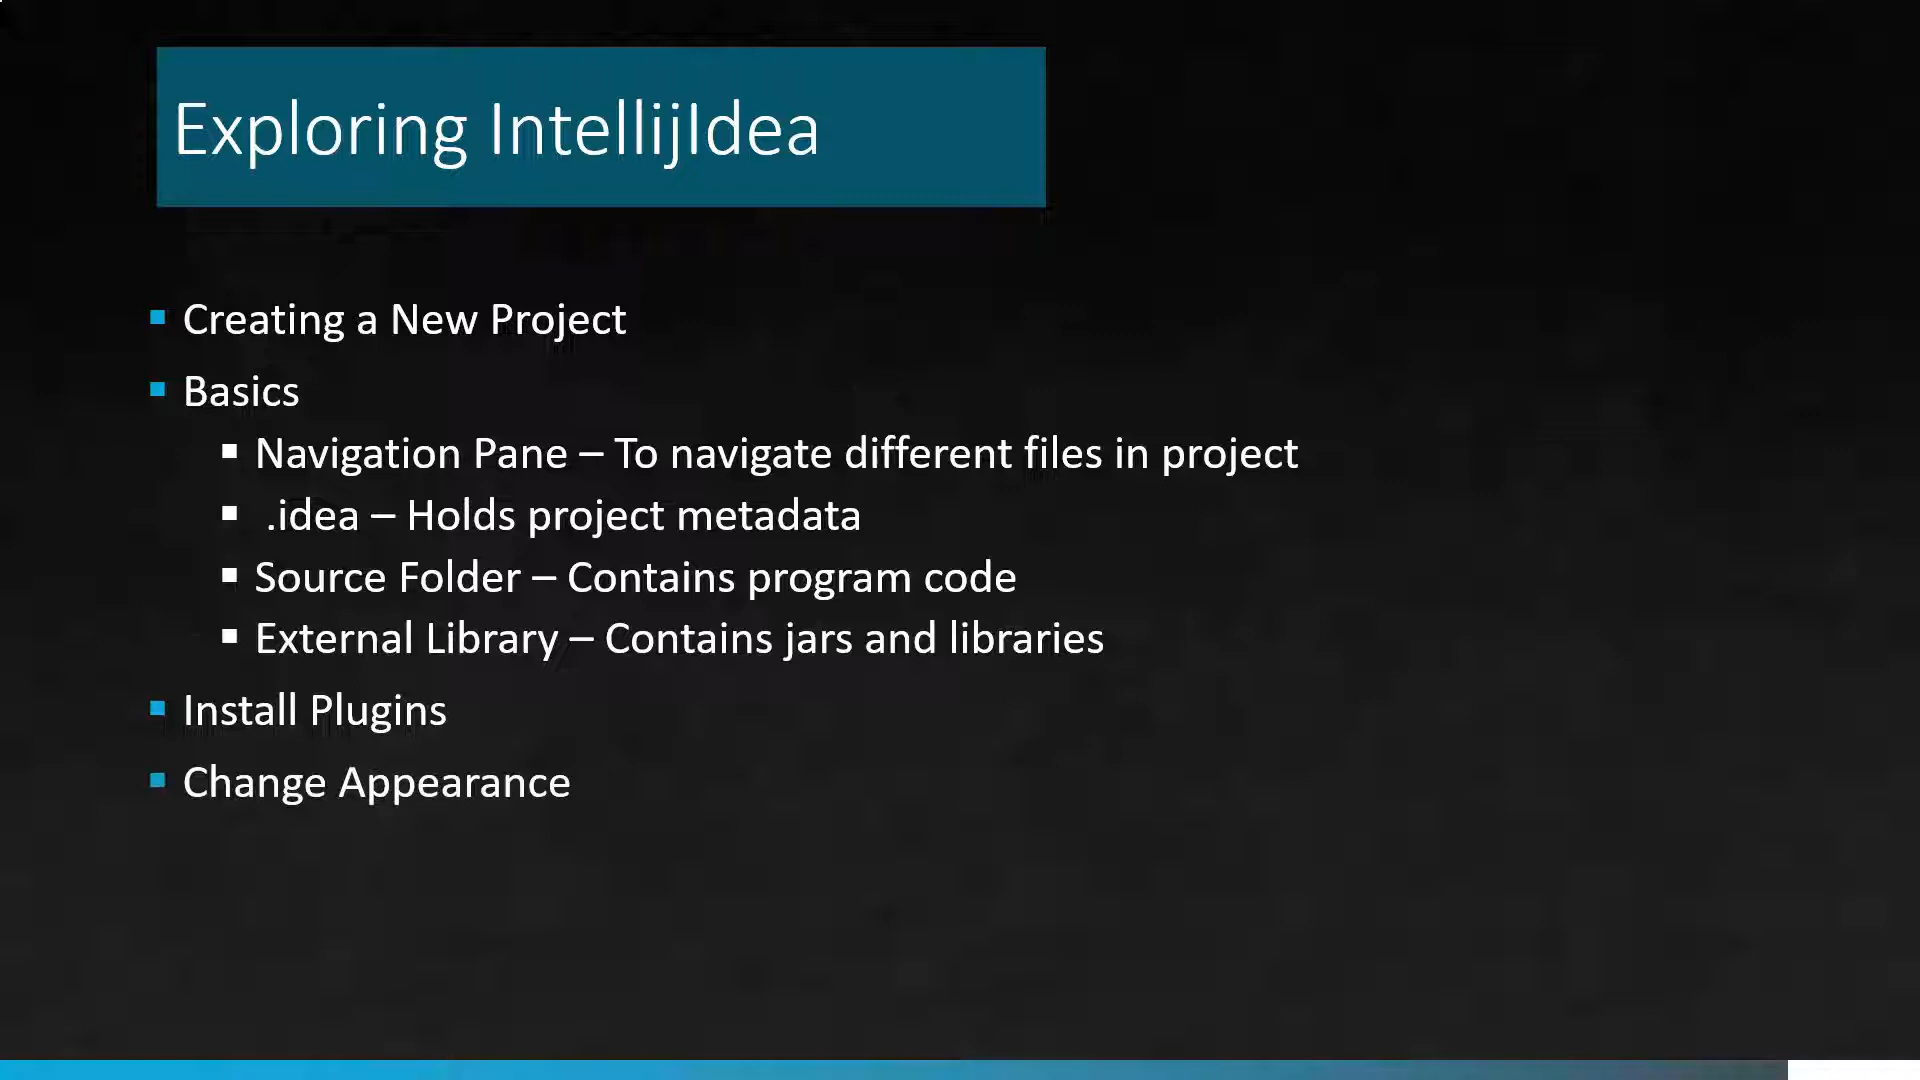 Exploring IntellijIdea
Creating a New Project
Basics
Navigation Pane – To navigate different files in project
.idea – Holds project metadata
Source Folder – Contains program code
External Library – Contains jars and libraries
Install Plugins
Change Appearance